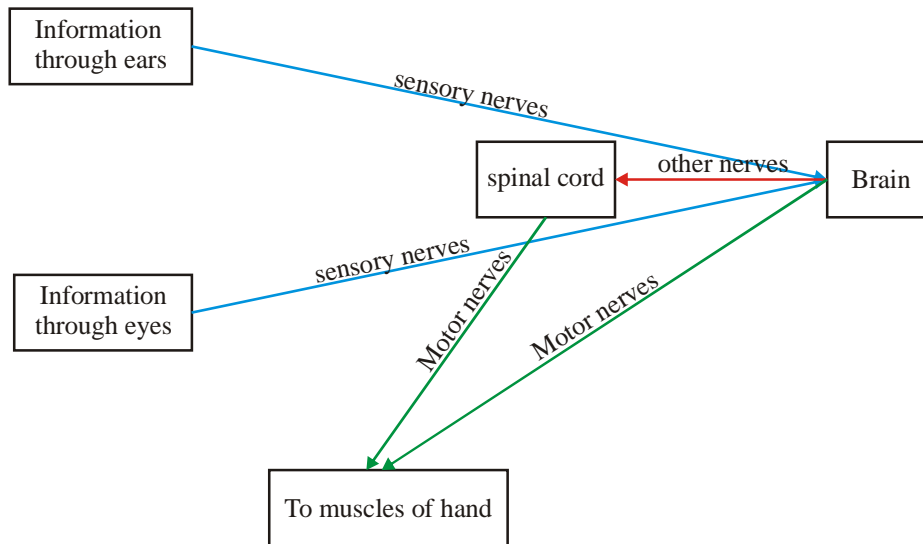 Information
through ears
sensory nerves
spinal cord
other nerves
Brain
sensory nerves
Information
through eyes
Motor nerves
Motor nerves
To muscles of hand